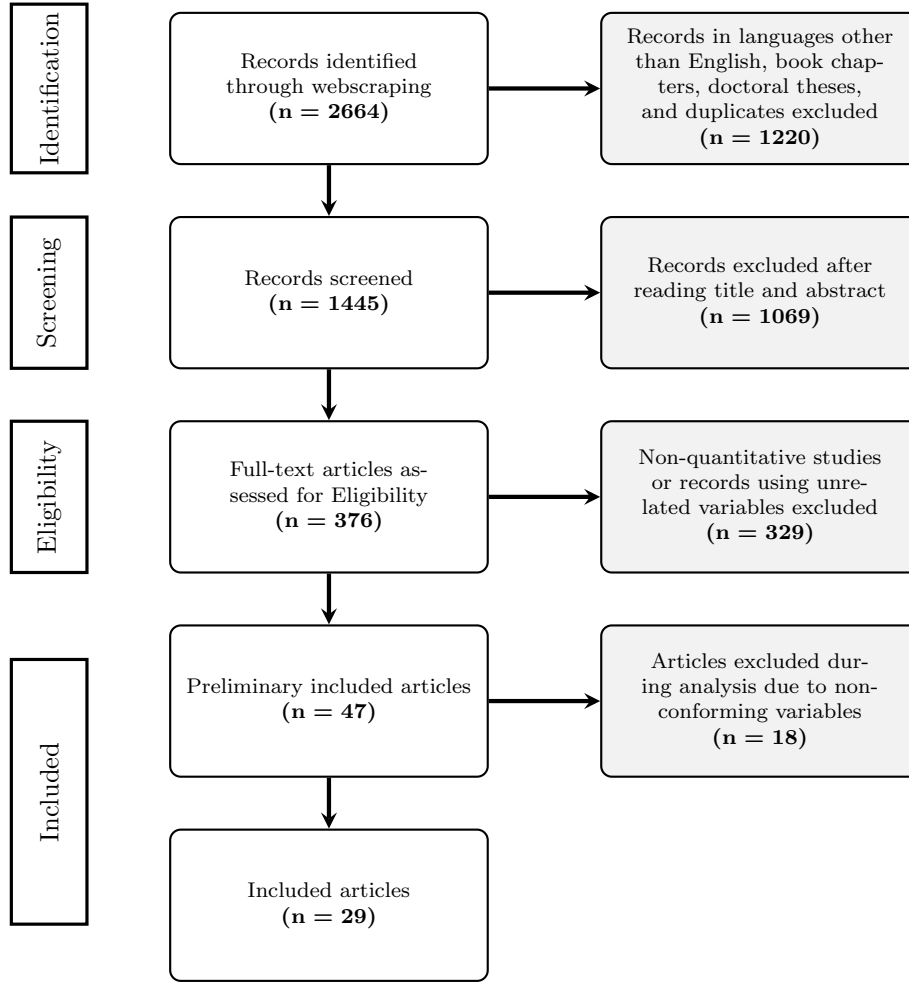 Identification
Records identified
through webscraping
(n = 2664)
Records in languages other
than English, book chap-
ters, doctoral theses,
and duplicates excluded
(n = 1220)
Screening
Records screened
(n = 1445)
Records excluded after
reading title and abstract
(n = 1069)
Eligibility
Full-text articles as-
sessed for Eligibility
(n = 376)
Non-quantitative studies
or records using unre-
lated variables excluded
(n = 329)
Included
Preliminary included articles
(n = 47)
Articles excluded dur-
ing analysis due to non-
conforming variables
(n = 18)
Included articles
(n = 29)